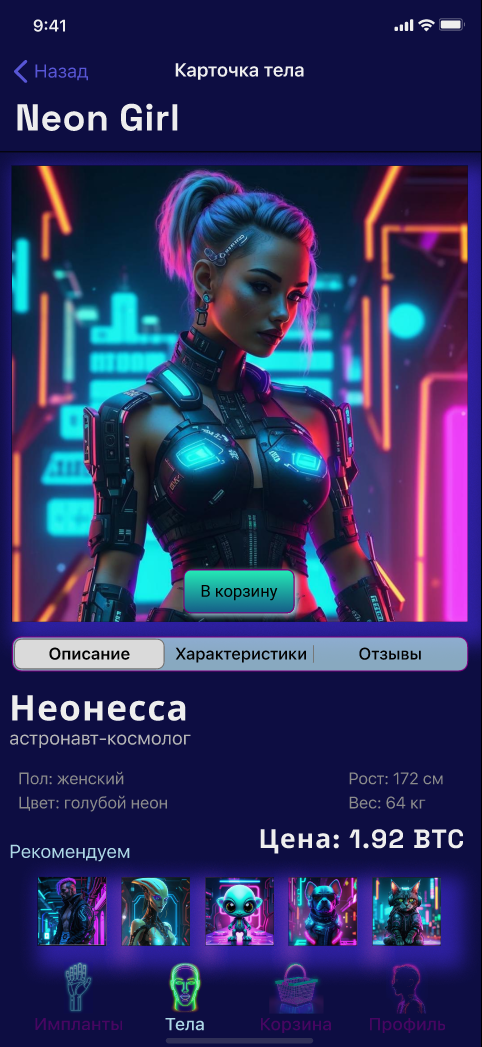 9:41
Назад
Карточка тела
Neon Girl
В корзину
Описание
Характеристики
Отзывы
Неонесса
астронавт-космолог
Пол: женский
Рост: 172 см
Цвет: голубой неон
Вес: 64 кг
Цена: 1.92 BTC
Рекомендуем
Импланты
Тела
Корзина
Профиль